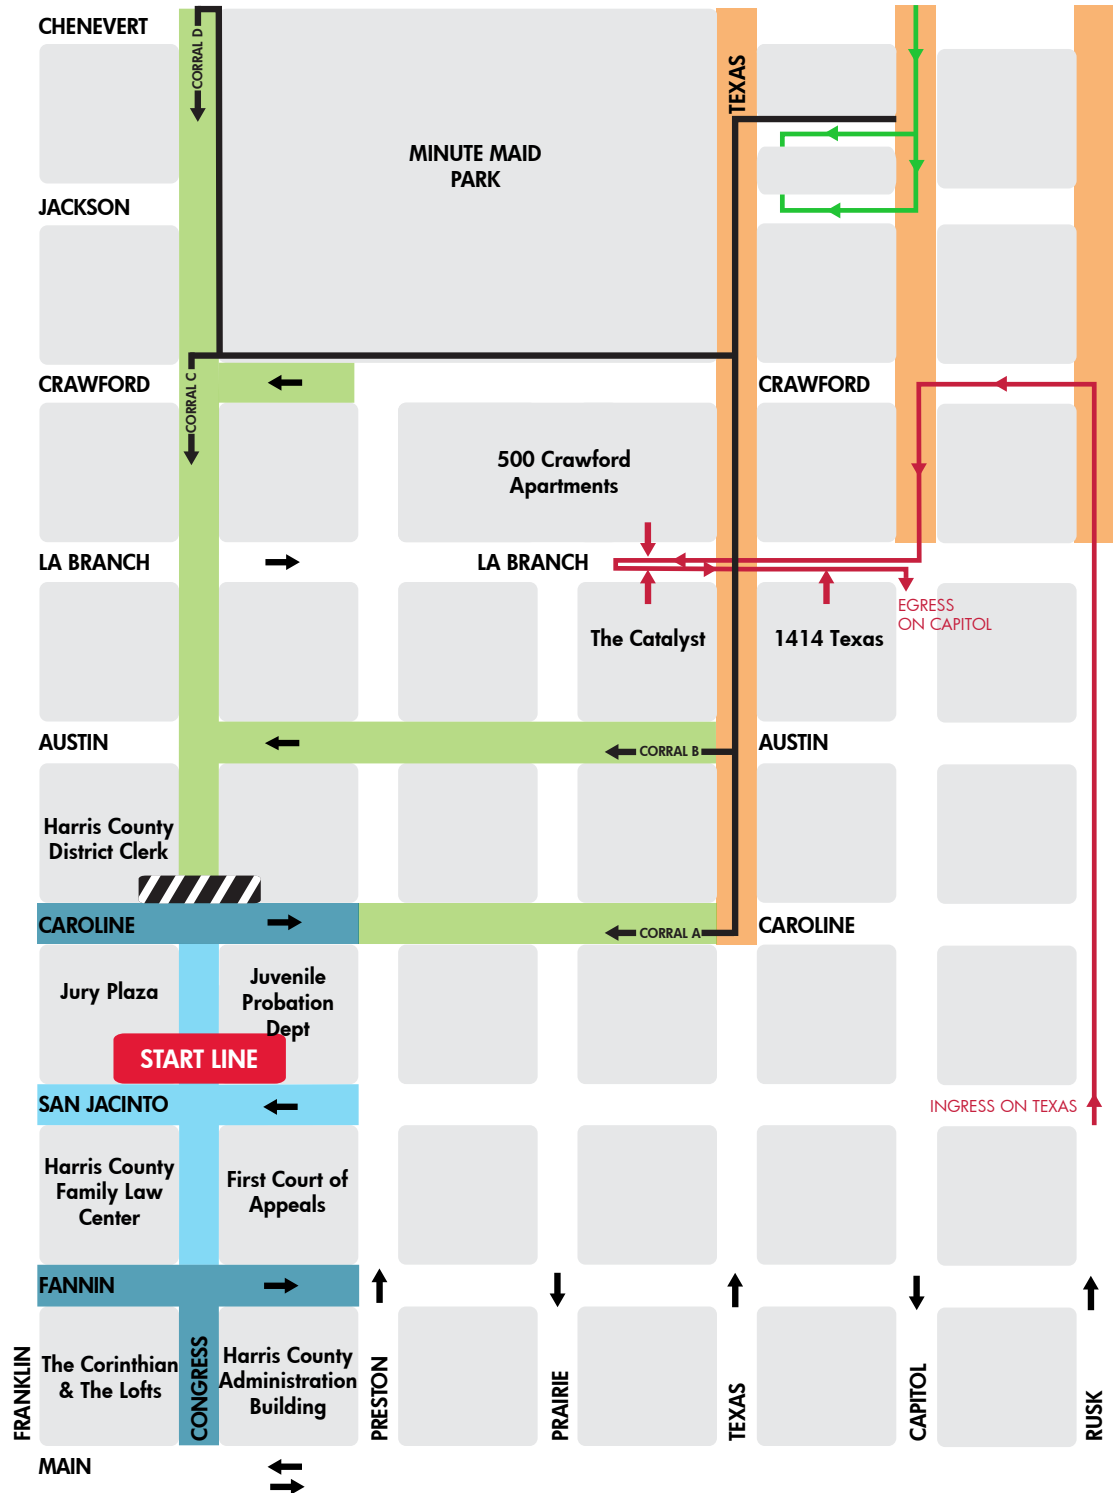 CHENEVERT
CORRAL D
TEXAS
MINUTE MAID
PARK
JACKSON
CRAWFORD
CORRAL C
CRAWFORD
500 Crawford
Apartments
LA BRANCH
LA BRANCH
EGRESS
ON CAPITOL
The Catalyst
1414 Texas
AUSTIN
CORRAL B
AUSTIN
Harris County
District Clerk
CAROLINE
CORRAL A
CAROLINE
Jury Plaza
Juvenile
Probation
Dept
START LINE
SAN JACINTO
INGRESS ON TEXAS
Harris County
Family Law
Center
First Court of
Appeals
FANNIN
FRANKLIN
The Corinthian
& The Lofts
CONGRESS
Harris County
Administration
Building
PRESTON
PRAIRIE
TEXAS
CAPITOL
RUSK
MAIN